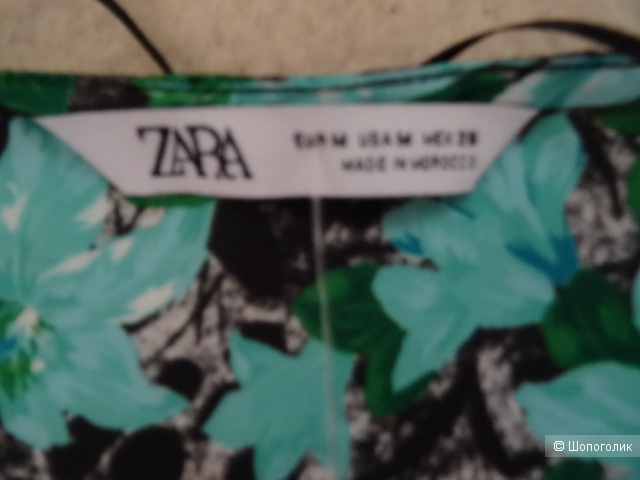 ZARA
EUR M USA M MEX 28
MADE IN MOROCCO
© Шопоголик